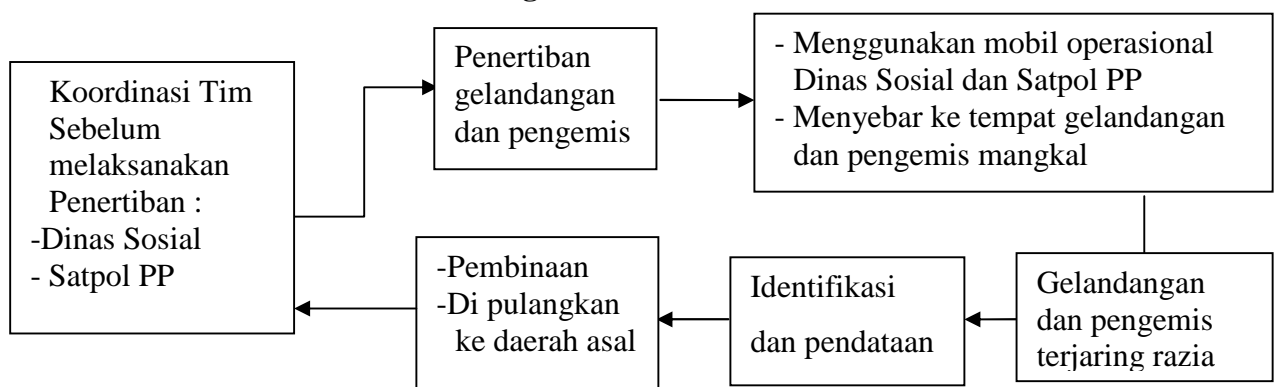 Koordinasi Tim
Sebelum
melaksanakan
Penertiban :
-Dinas Sosial
- Satpol PP
Penertiban
gelandangan
dan pengemis
- Menggunakan mobil operasional
Dinas Sosial dan Satpol PP
- Menyebar ke tempat gelandangan
dan pengemis mangkal
Gelandangan
dan pengemis
terjaring razia
Identifikasi
dan pendataan
-Pembinaan
-Di pulangkan
ke daerah asal